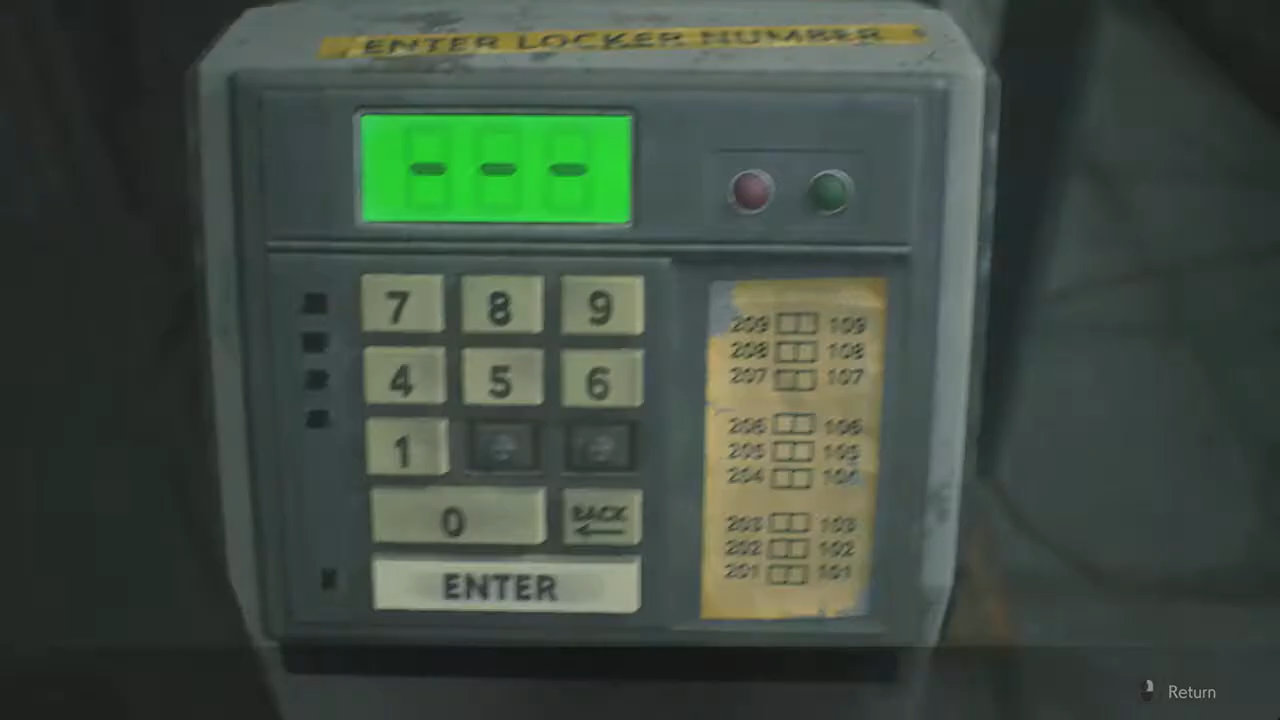 ENTER LOCKER NUMBER
- - -
7 8 9
4 5 6
1
0 BACK
ENTER
209 109
208 108
207 107
206 106
205 105
204 104
203 103
202 102
201 101
Return